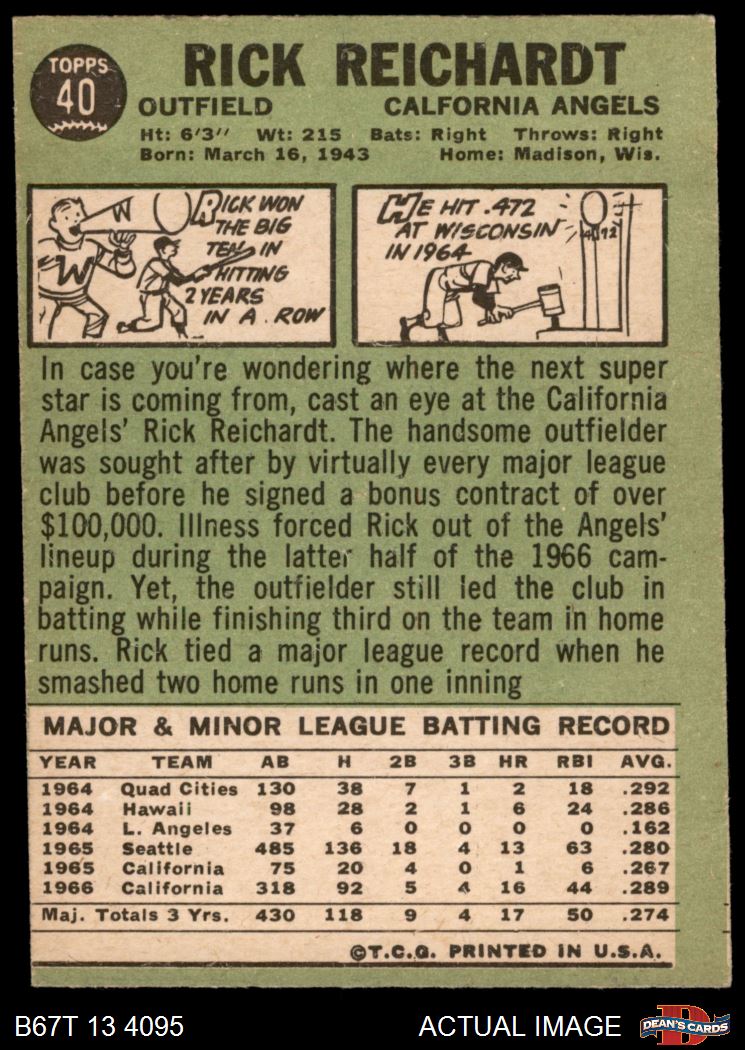 TOPPS
40
RICK REICHARDT
OUTFIELD CALFORNIA ANGELS
Ht: 6'3" Wt: 215 Bats: Right Throws: Right
Born: March 16, 1943 Home: Madison, Wis.
W
W
RICK WON
THE BIG
TEN IN
HITTING
2 YEARS
IN A ROW
HE HIT .472
AT WISCONSIN
IN 1964
.472
In case you're wondering where the next super
star is coming from, cast an eye at the California
Angels' Rick Reichardt. The handsome outfielder
was sought after by virtually every major league
club before he signed a bonus contract of over
$100,000. Illness forced Rick out of the Angels'
lineup during the latter half of the 1966 cam-
paign. Yet, the outfielder still led the club in
batting while finishing third on the team in home
runs. Rick tied a major league record when he
smashed two home runs in one inning
MAJOR & MINOR LEAGUE BATTING RECORD
YEAR TEAM AB H 2B 3B HR RBI AVG.
1964 Quad Cities 130 38 7 1 2 18 .292
1964 Hawaii 98 28 2 1 6 24 .286
1964 L. Angeles 37 6 0 0 0 0 .162
1965 Seattle 485 136 18 4 13 63 .280
1965 California 75 20 4 0 1 6 .267
1966 California 318 92 5 4 16 44 .289
Maj. Totals 3 Yrs. 430 118 9 4 17 50 .274
©T.C.G. PRINTED IN U.S.A.
B67T 13 4095 ACTUAL IMAGE
D
DEAN'S CARDS